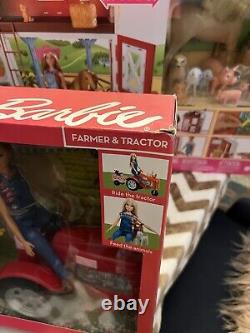 Barbie®
FARMER & TRACTOR
Ride the tractor
Feed the animals